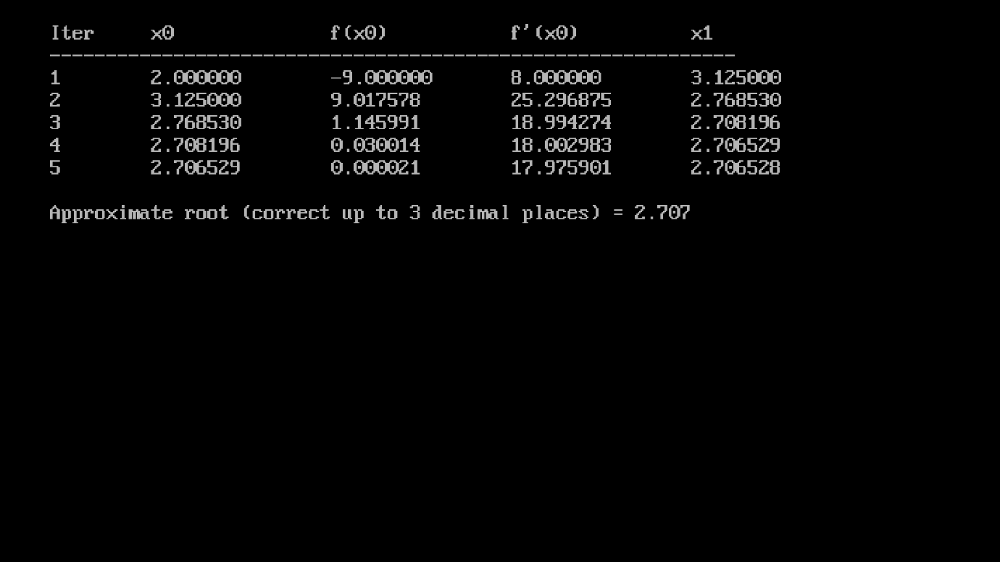 Iter x0 f(x0) f'(x0) x1
-------------------------------------------------------------
1 2.000000 -9.000000 8.000000 3.125000
2 3.125000 9.017578 25.296875 2.768530
3 2.768530 1.145991 18.994274 2.708196
4 2.708196 0.030014 18.002983 2.706529
5 2.706529 0.000021 17.975901 2.706528
Approximate root (correct up to 3 decimal places) = 2.707